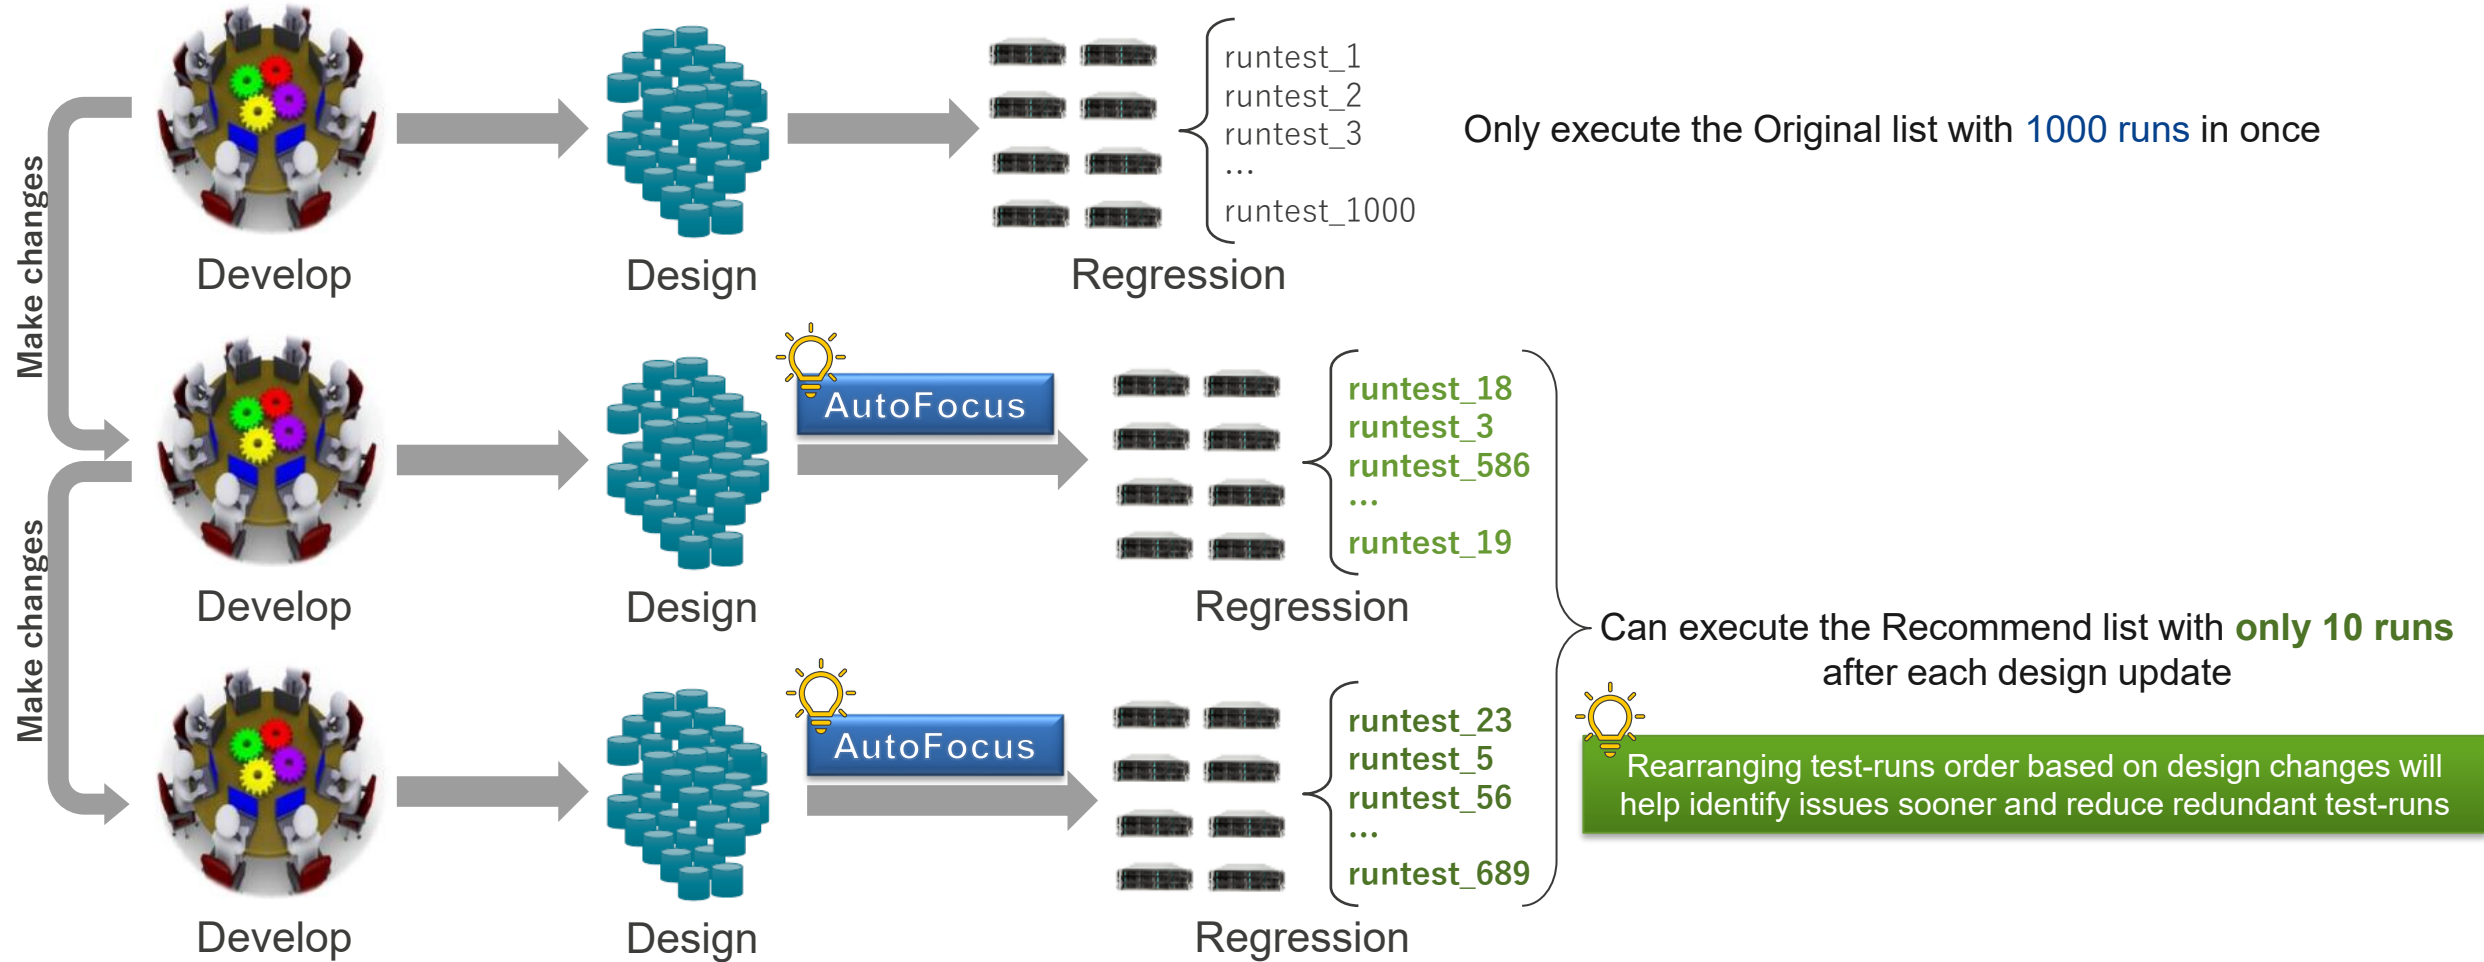 Make changes
Develop
Design
Regression
runtest_1
runtest_2
runtest_3
...
runtest_1000
Only execute the Original list with 1000 runs in once
Make changes
Develop
Design
AutoFocus
Regression
runtest_18
runtest_3
runtest_586
...
runtest_19
Develop
Design
AutoFocus
Regression
runtest_23
runtest_5
runtest_56
...
runtest_689
Can execute the Recommend list with only 10 runs
after each design update
Rearranging test-runs order based on design changes will
help identify issues sooner and reduce redundant test-runs